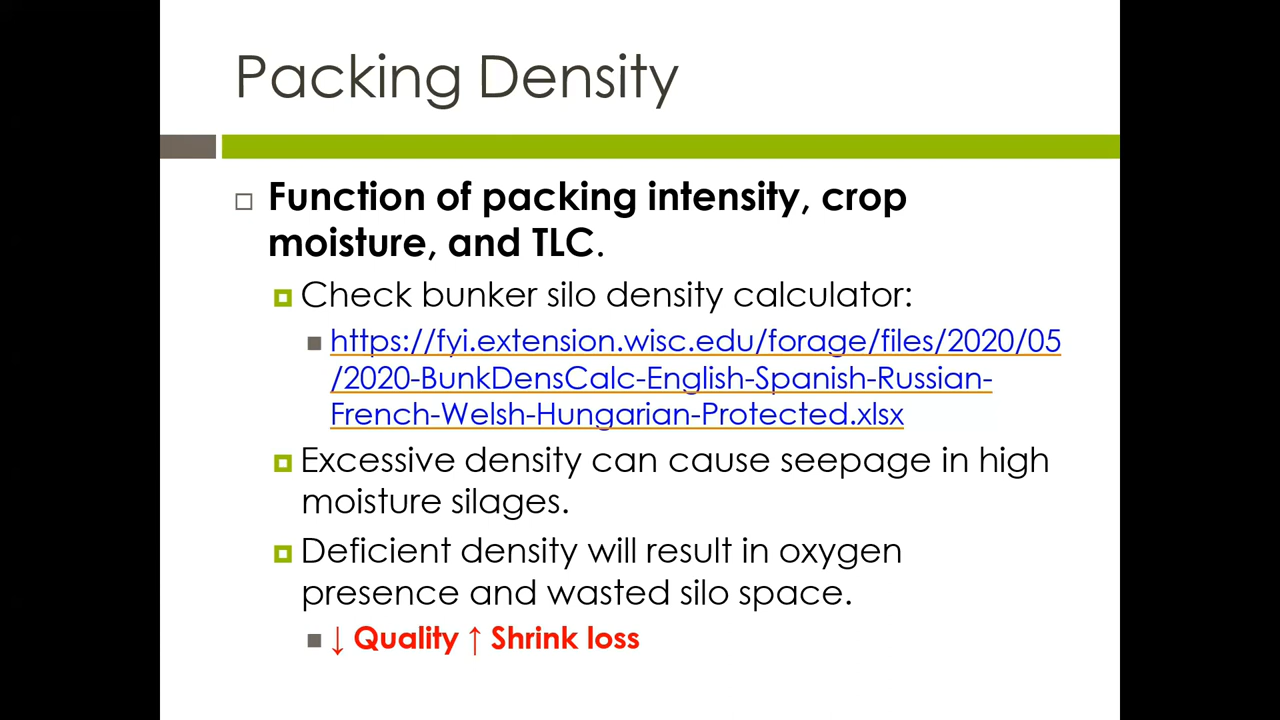 Packing Density
Function of packing intensity, crop
moisture, and TLC.
Check bunker silo density calculator:
https://fyi.extension.wisc.edu/forage/files/2020/05
/2020-BunkDensCalc-English-Spanish-Russian-
French-Welsh-Hungarian-Protected.xlsx
Excessive density can cause seepage in high
moisture silages.
Deficient density will result in oxygen
presence and wasted silo space.
↓ Quality ↑ Shrink loss